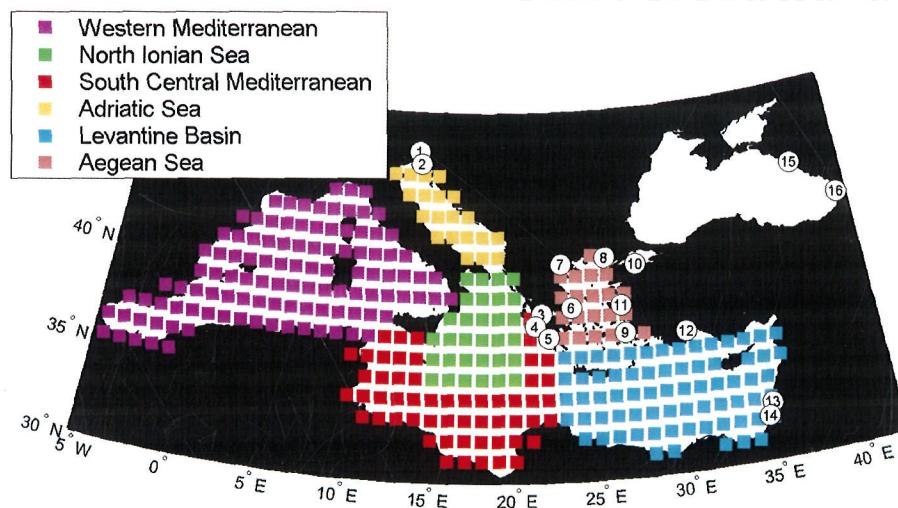 Western Mediterranean
North Ionian Sea
South Central Mediterranean
Adriatic Sea
Levantine Basin
Aegean Sea
1
2
15
16
40° N
7
8
10
3
4
5
6
11
9
12
35° N
13
14
30° N
5° W
0°
5° E
10° E
15° E
20° E
25° E
30° E
35° E
40° E